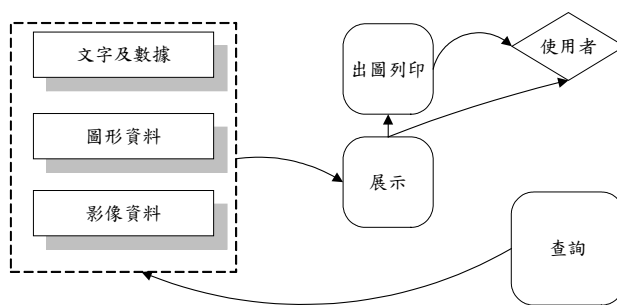 文字及數據
圖形資料
影像資料
出圖列印
使用者
展示
查詢